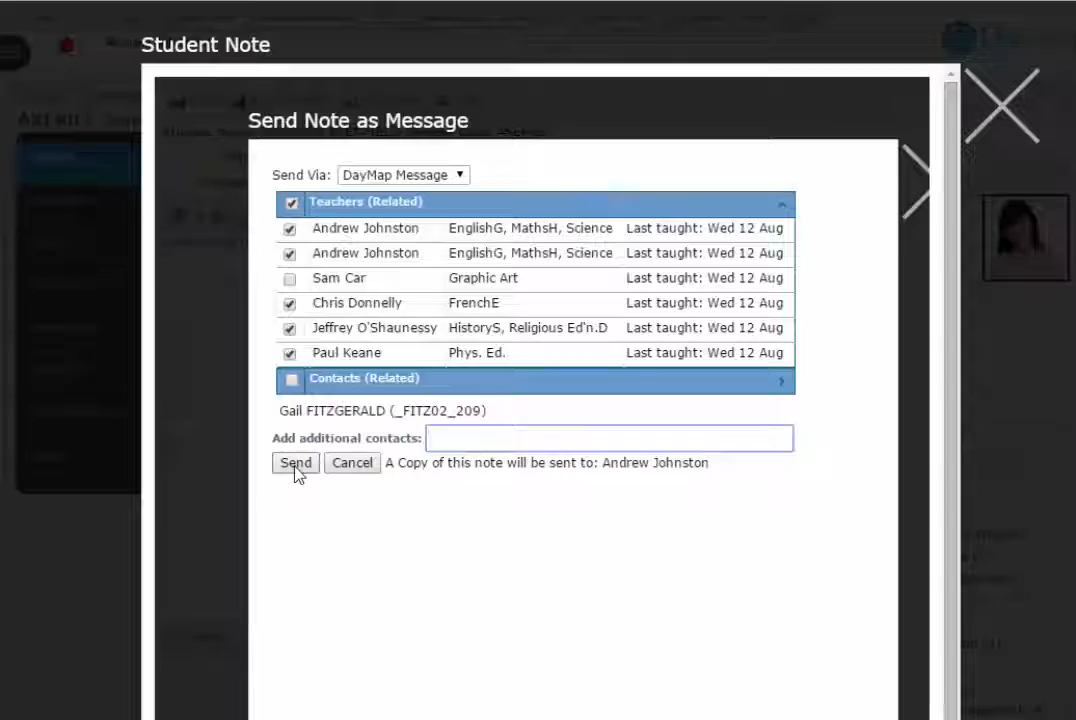 Student Note
Send Note as Message
Send Via: DayMap Message
Teachers (Related)
Andrew Johnston EnglishG, MathsH, Science Last taught: Wed 12 Aug
Andrew Johnston EnglishG, MathsH, Science Last taught: Wed 12 Aug
Sam Car Graphic Art Last taught: Wed 12 Aug
Chris Donnelly FrenchE Last taught: Wed 12 Aug
Jeffrey O'Shaunessy HistoryS, Religious Ed'n.D Last taught: Wed 12 Aug
Paul Keane Phys. Ed. Last taught: Wed 12 Aug
Contacts (Related)
Gail FITZGERALD (_FITZ02_209)
Add additional contacts:
Send Cancel A Copy of this note will be sent to: Andrew Johnston